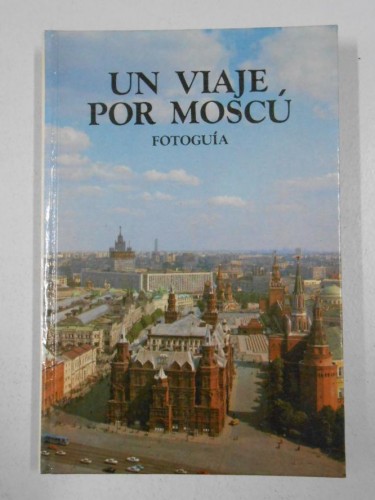 UN VIAJE
POR MOSCÚ
FOTOGUÍA